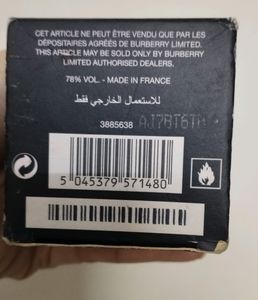 CET ARTICLE NE PEUT ÊTRE VENDU QUE PAR LES
DÉPOSITAIRES AGRÉES DE BURBERRY LIMITED.
THIS ARTICLE MAY BE SOLD ONLY BY BURBERRY
LIMITED AUTHORISED DEALERS.
78% VOL. - MADE IN FRANCE
للاستعمال الخارجي فقط
3885638
5 045379 571480